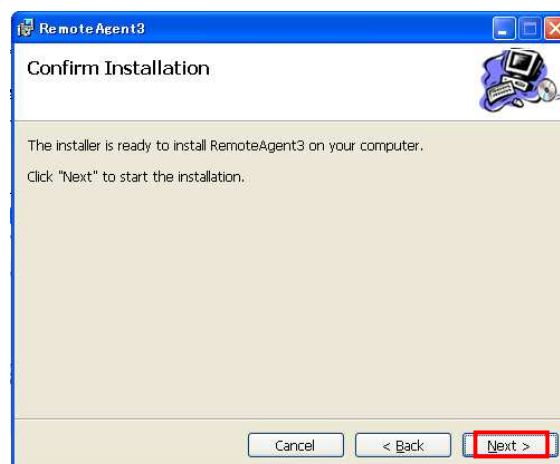 RemoteAgent3
Confirm Installation
The installer is ready to install RemoteAgent3 on your computer.
Click "Next" to start the installation.
Cancel
< Back
Next >